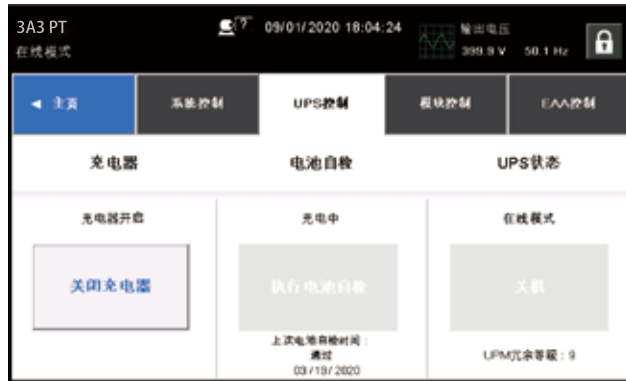 3A3 PT
在线模式
09/01/2020 18:04:24
输出电压
399.9 V 50.1 Hz
◄ 主页
系统控制
UPS控制
模块控制
EAA控制
充电器
电池自检
UPS状态
充电器开启
充电中
在线模式
关闭充电器
执行电池自检
关机
上次电池自检时间：
通过
03/19/2020
UPM冗余等级：9